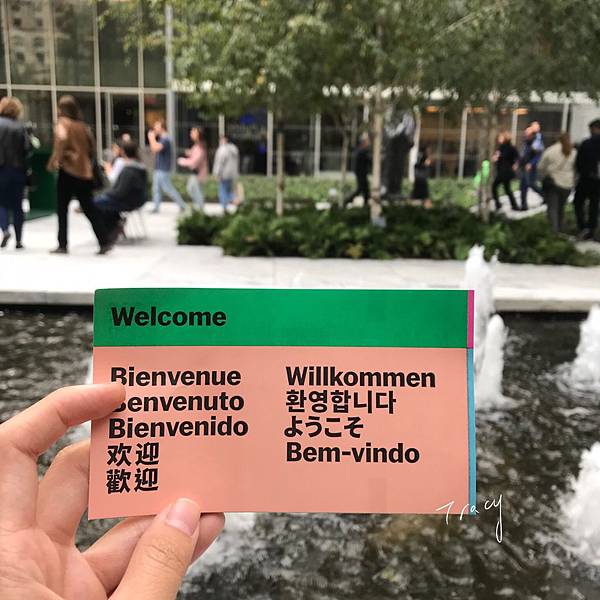 Welcome
Bienvenue
Benvenuto
Bienvenido
欢迎
歡迎
Willkommen
환영합니다
ようこそ
Bem-vindo
Tracy